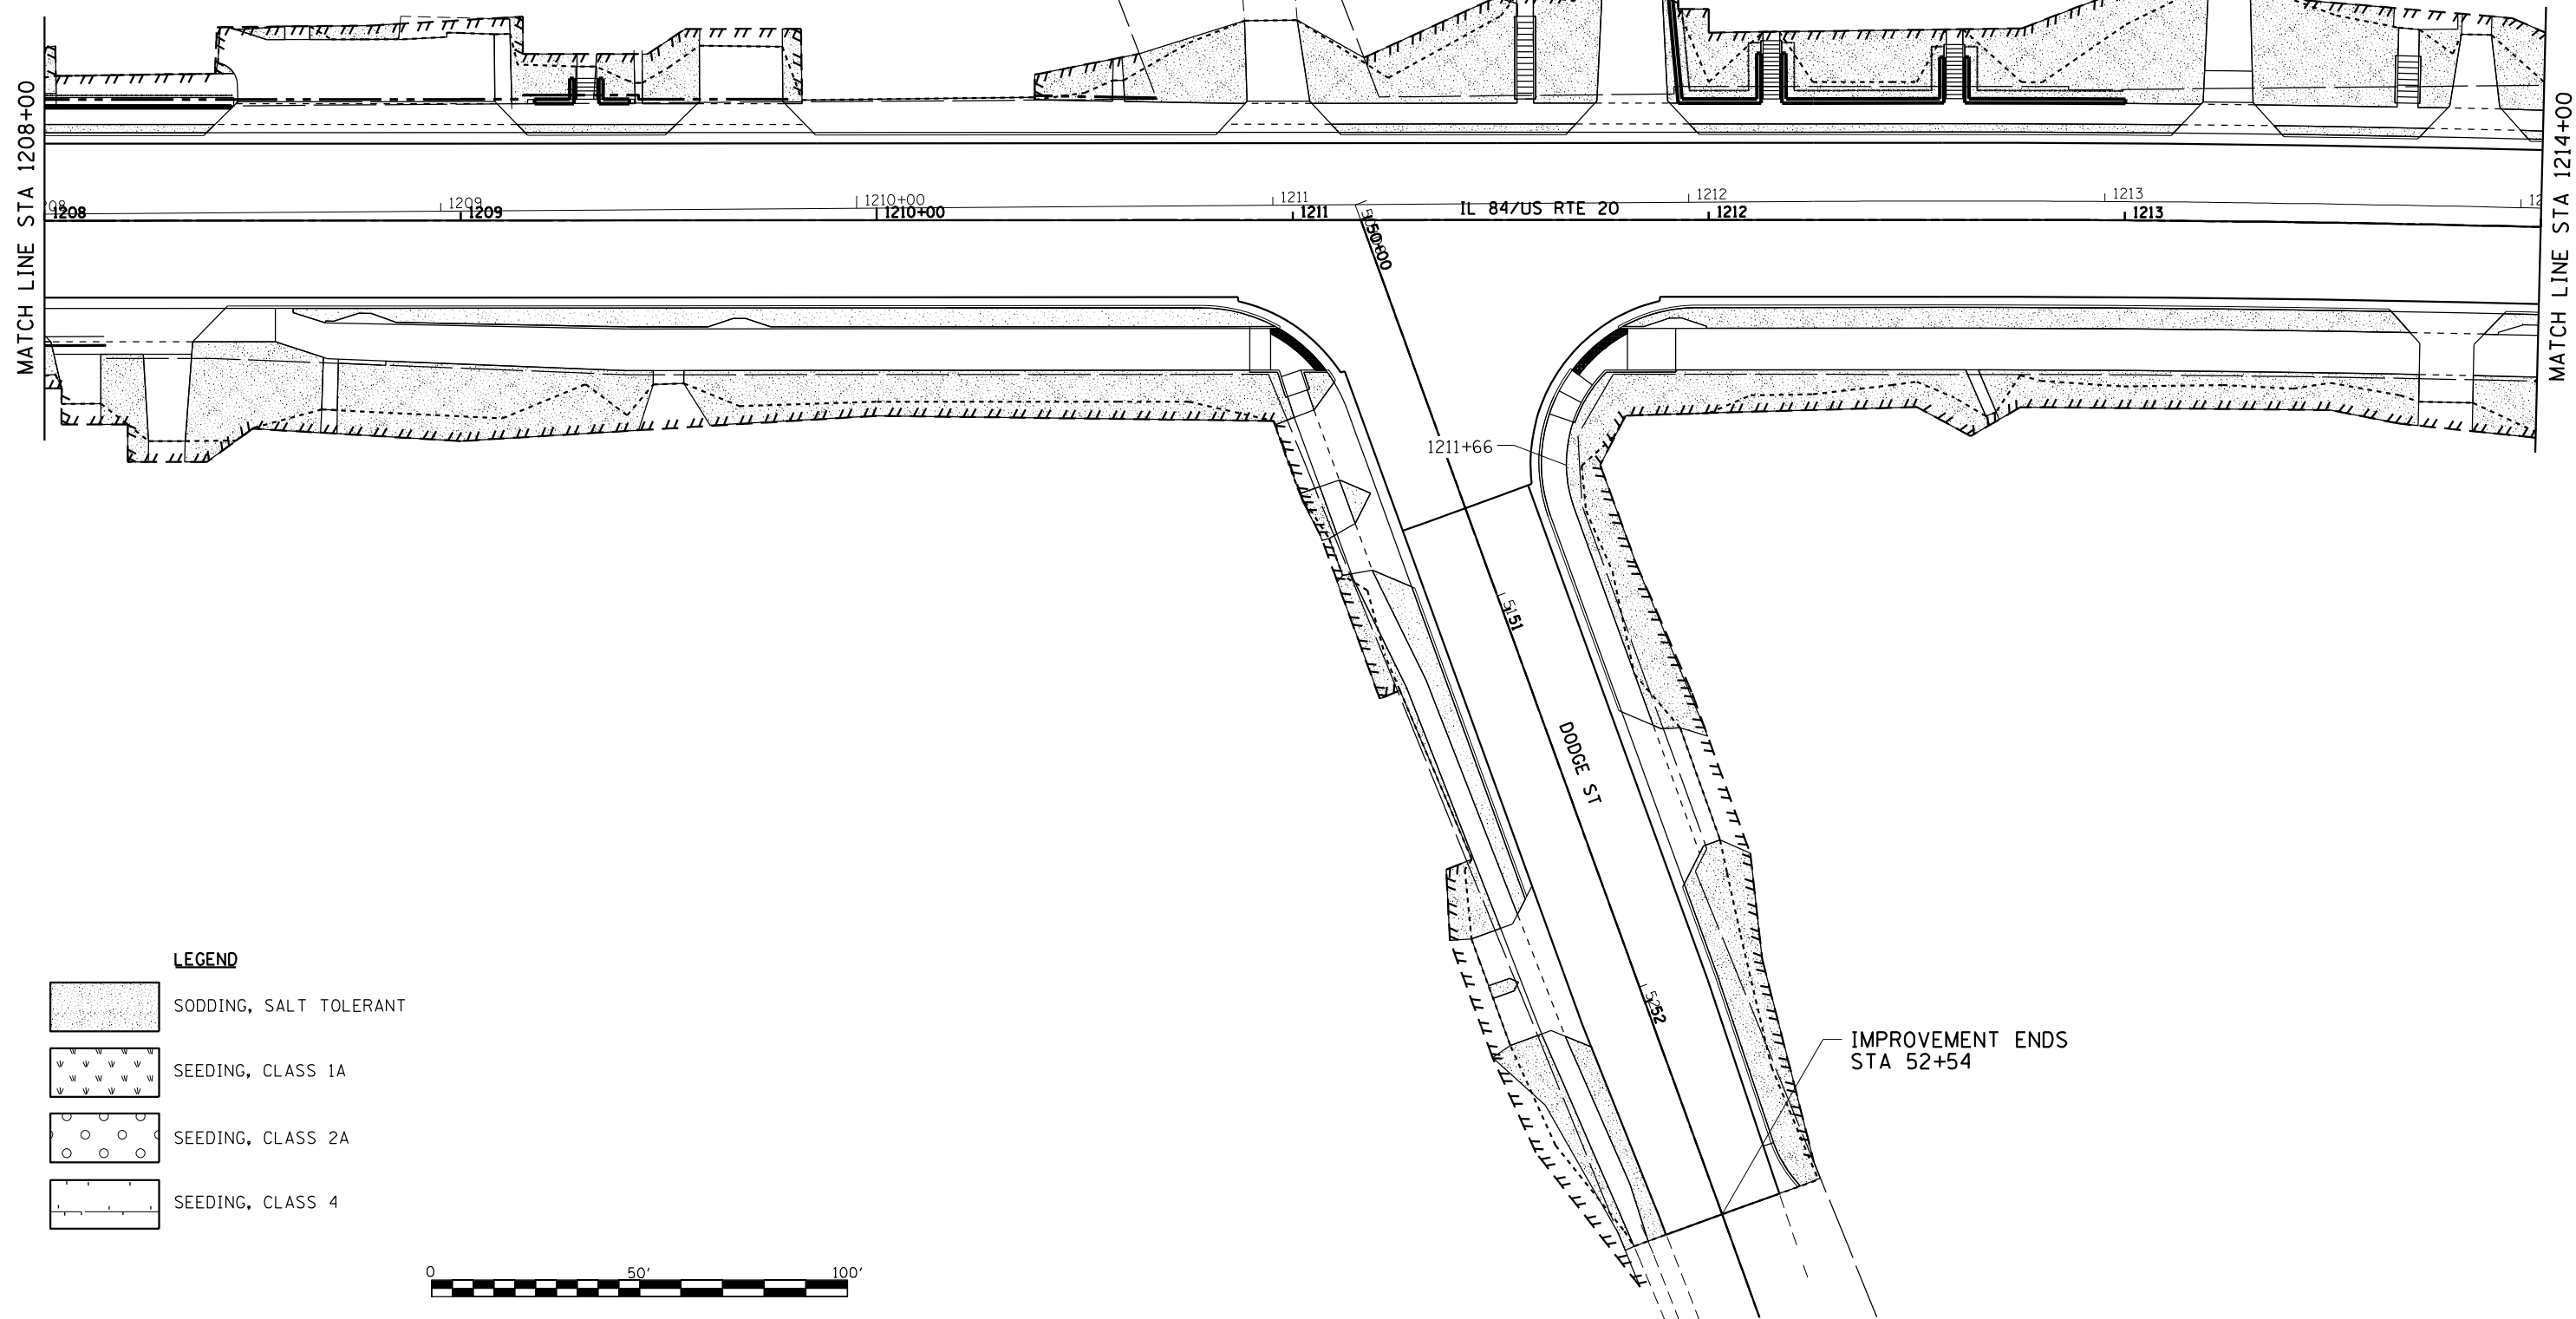 MATCH LINE STA 1208+00
MATCH LINE STA 1214+00
1209
1210+00
1211
1212
1213
12
1208
1209
1210+00
1211
IL 84/US RTE 20
1212
1213
50+00
1211+66
51
DODGE ST
52
IMPROVEMENT ENDS
STA 52+54
LEGEND
SODDING, SALT TOLERANT
SEEDING, CLASS 1A
SEEDING, CLASS 2A
SEEDING, CLASS 4
0 50' 100'